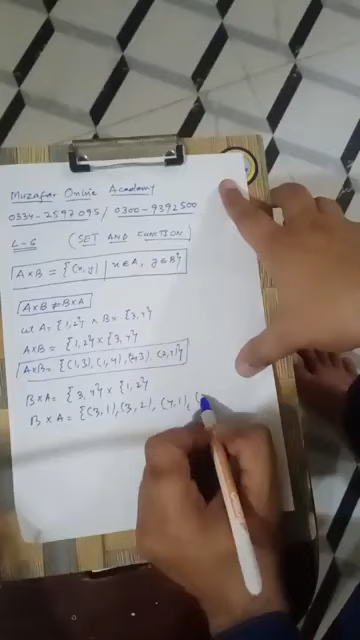 Muzafar Online Academy
0334-2597095/ 0300-9392500
L-6 (SET AND FUNCTION)
A×B = {(x,y) | x∈A, y∈B}
A×B ≠ B×A
let A = {1,2} ∧ B = {3,4}
A×B = {1,2} × {3,4}
A×B = {(1,3), (1,4), (2,3), (2,4)}
B×A = {3,4} × {1,2}
B × A = {(3,1), (3,2), (4,1), (